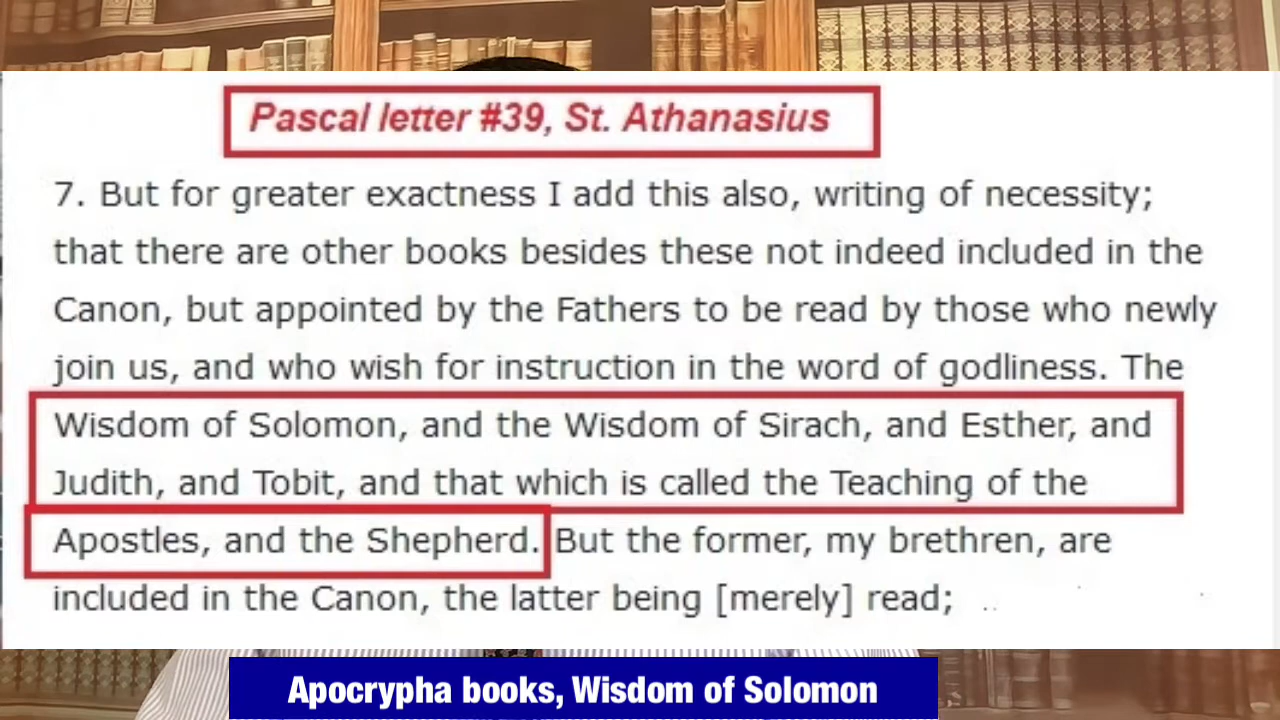 Pascal letter #39, St. Athanasius
7. But for greater exactness I add this also, writing of necessity;
that there are other books besides these not indeed included in the
Canon, but appointed by the Fathers to be read by those who newly
join us, and who wish for instruction in the word of godliness. The
Wisdom of Solomon, and the Wisdom of Sirach, and Esther, and
Judith, and Tobit, and that which is called the Teaching of the
Apostles, and the Shepherd. But the former, my brethren, are
included in the Canon, the latter being [merely] read;
Apocrypha books, Wisdom of Solomon